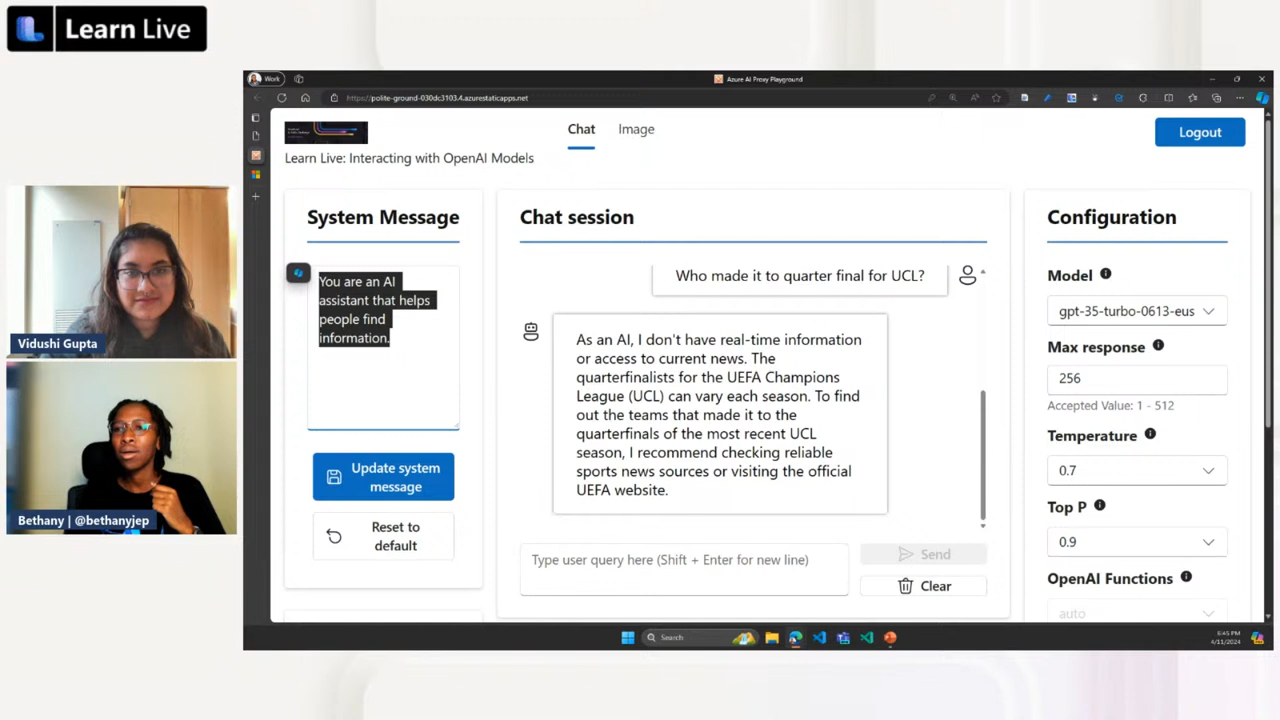 Learn Live
Work
Azure AI Proxy Playground
https://polite-ground-030dc3103.4.azurestaticapps.net
Chat
Image
Logout
Learn Live: Interacting with OpenAI Models
System Message
You are an AI
assistant that helps
people find
information.
Update system
message
Reset to
default
Chat session
Who made it to quarter final for UCL?
As an AI, I don't have real-time information
or access to current news. The
quarterfinalists for the UEFA Champions
League (UCL) can vary each season. To find
out the teams that made it to the
quarterfinals of the most recent UCL
season, I recommend checking reliable
sports news sources or visiting the official
UEFA website.
Type user query here (Shift + Enter for new line)
Send
Clear
Configuration
Model
gpt-35-turbo-0613-eus
Max response
256
Accepted Value: 1 - 512
Temperature
0.7
Top P
0.9
OpenAI Functions
auto
Vidushi Gupta
Bethany | @bethanyjep
Search
5:45 PM
4/11/2024